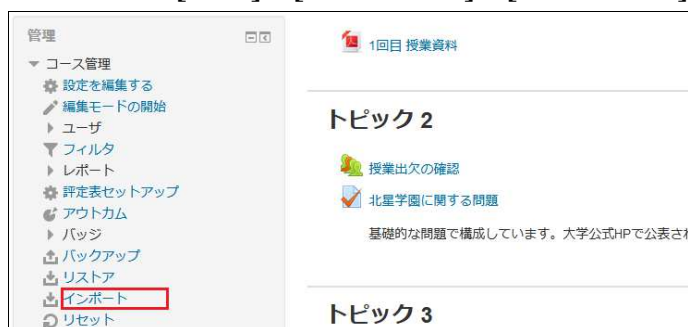 管理
コース管理
設定を編集する
編集モードの開始
ユーザ
フィルタ
レポート
評定表セットアップ
アウトカム
バッジ
バックアップ
リストア
インポート
リセット
1回目 授業資料
トピック 2
授業出欠の確認
北星学園に関する問題
基礎的な問題で構成しています。大学公式HPで公表され
トピック 3